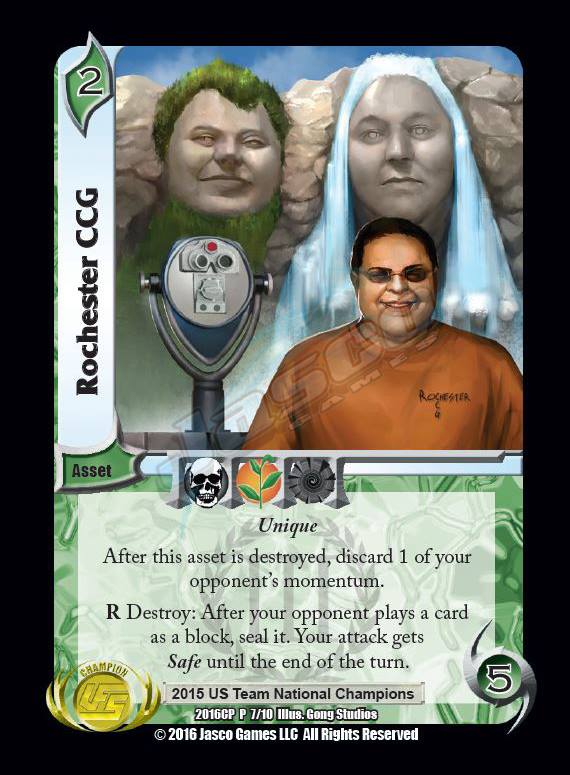 2
Rochester CCG
ROCHESTER
C
G
Asset
JASCO
GAMES
Unique
After this asset is destroyed, discard 1 of your
opponent's momentum.
R Destroy: After your opponent plays a card
as a block, seal it. Your attack gets
Safe until the end of the turn.
5
CHAMPION
UFS
2015 US Team National Champions
2016CP P 7/10 Illus. Gong Studios
© 2016 Jasco Games LLC All Rights Reserved